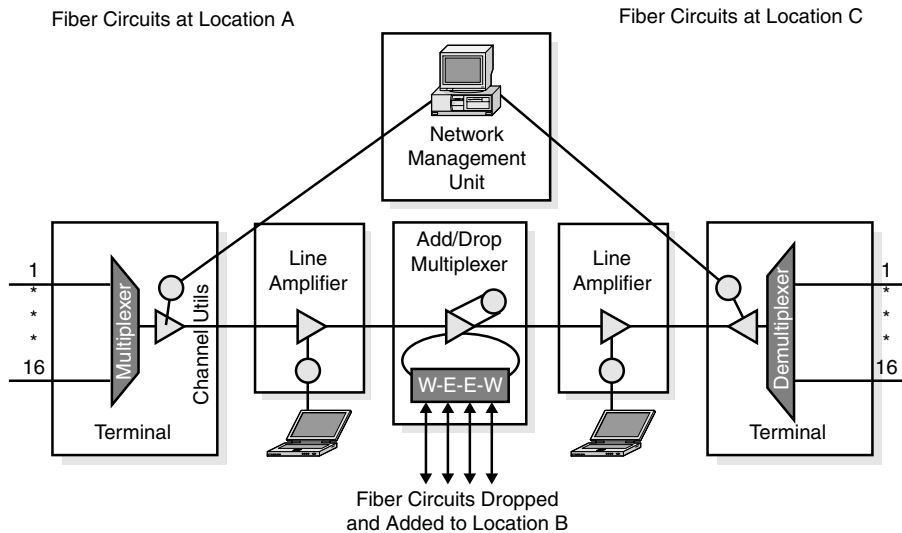 Fiber Circuits at Location A
Fiber Circuits at Location C
Network
Management
Unit
Line
Amplifier
Add/Drop
Multiplexer
Line
Amplifier
1
*
*
*
16
Multiplexer
Channel Utils
Terminal
W-E-E-W
Demultiplexer
1
*
*
*
16
Terminal
Fiber Circuits Dropped
and Added to Location B